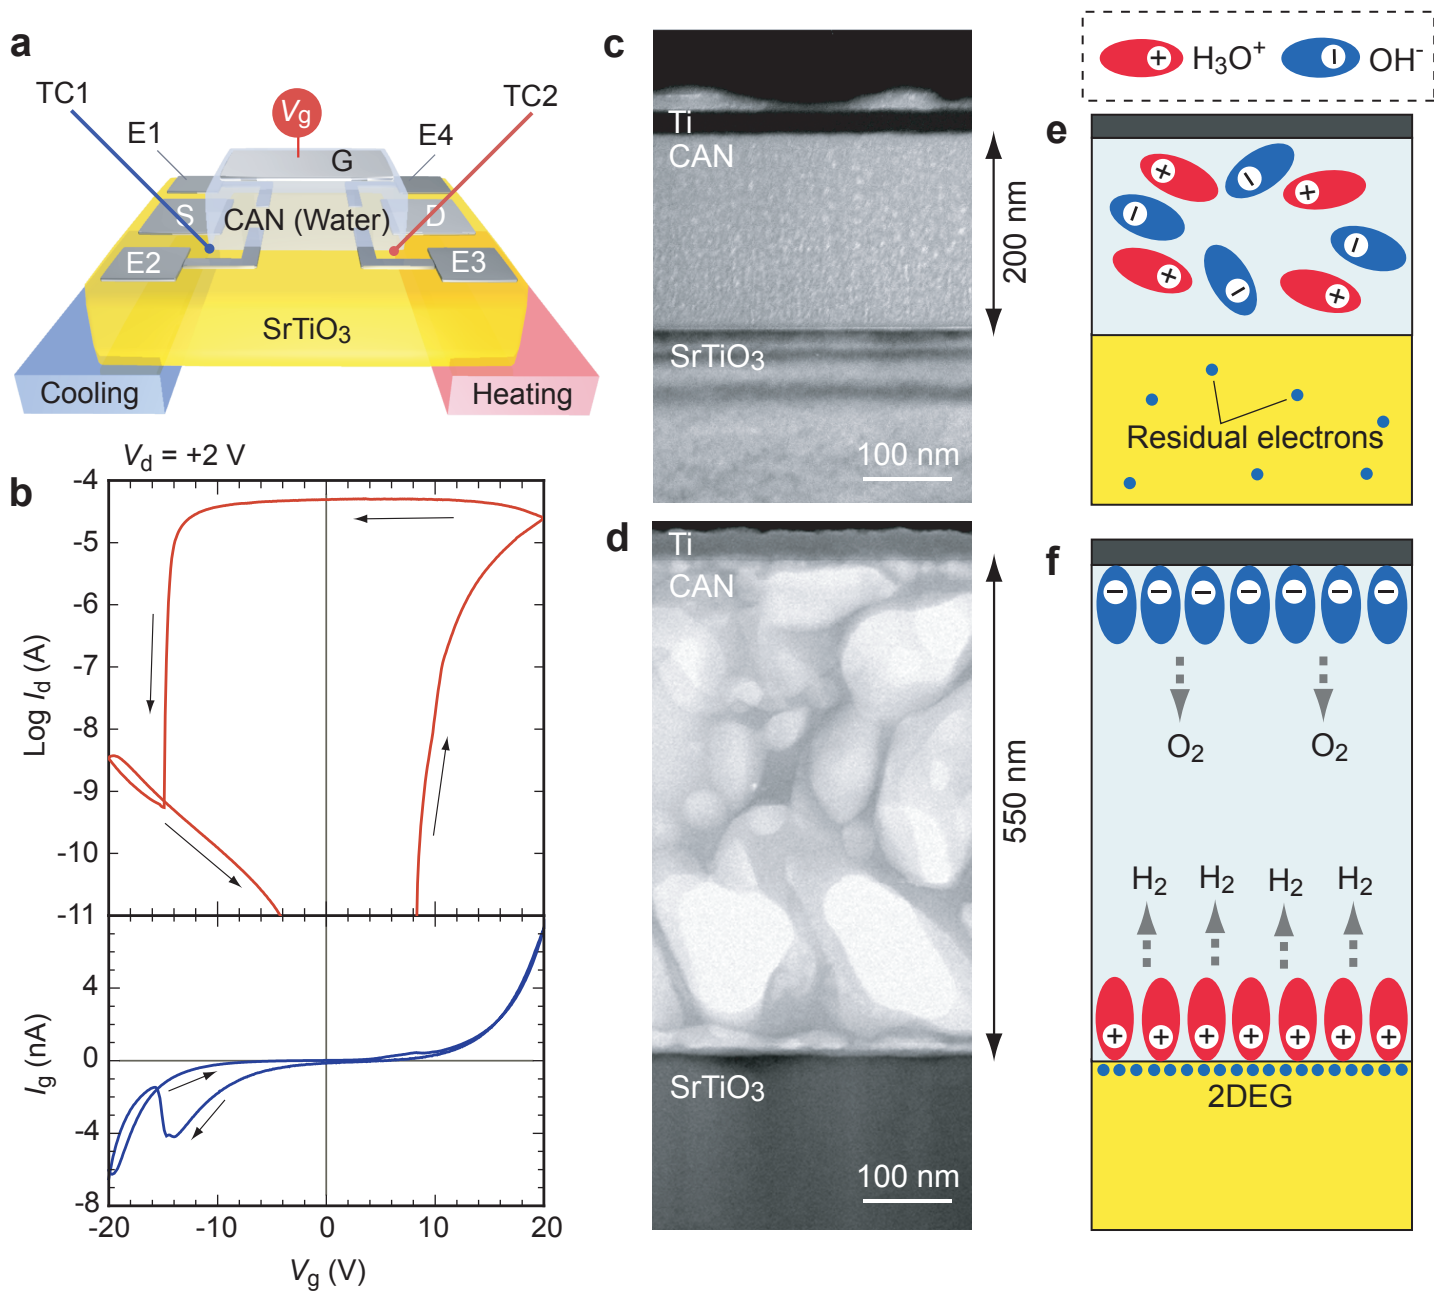 a
TC1
TC2
Vg
E1
E4
G
S
CAN (Water)
D
E2
E3
SrTiO3
Cooling
Heating
b
Vd = +2 V
-4
-5
-6
-7
-8
-9
-10
-11
Log Id (A)
4
0
-4
-8
Ig (nA)
-20
-10
0
10
20
Vg (V)
c
Ti
CAN
200 nm
SrTiO3
100 nm
d
Ti
CAN
550 nm
SrTiO3
100 nm
+ H3O+
− OH-
e
+ − +
− −
+ − +
Residual electrons
f
− − − − − − −
O2 O2
H2 H2 H2 H2
+ + + + + + +
2DEG